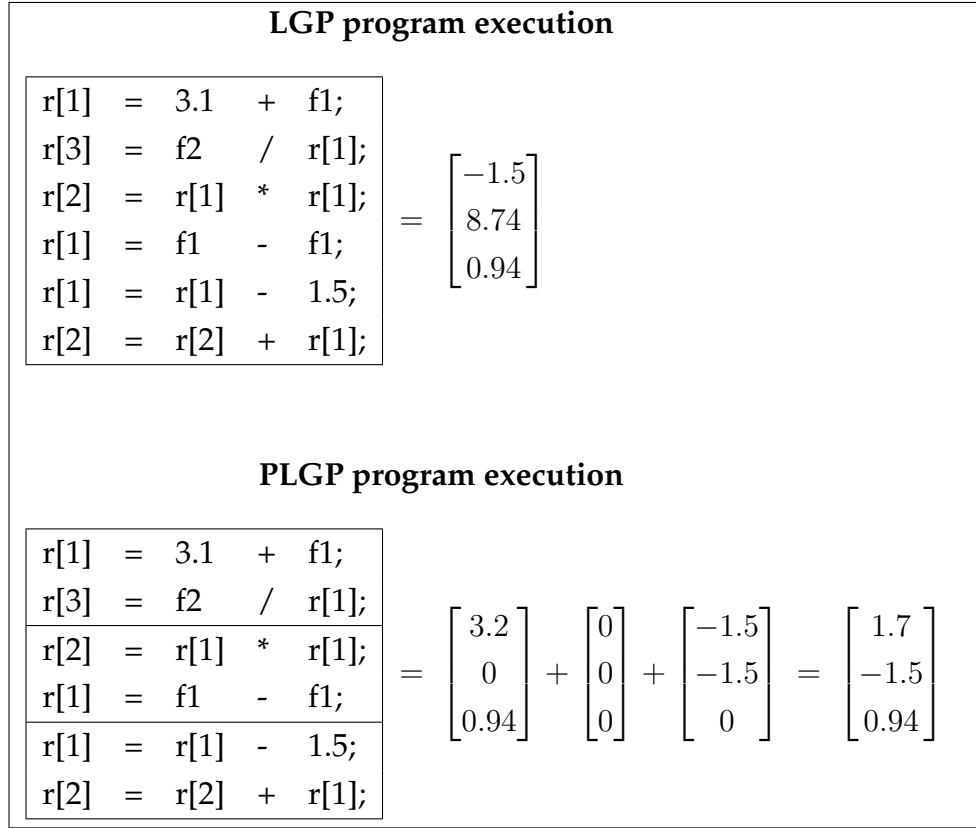 LGP program execution
r[1] = 3.1 + f1;
r[3] = f2 / r[1];
r[2] = r[1] * r[1];
r[1] = f1 - f1;
r[1] = r[1] - 1.5;
r[2] = r[2] + r[1];
=
−1.5
8.74
0.94
PLGP program execution
r[1] = 3.1 + f1;
r[3] = f2 / r[1];
r[2] = r[1] * r[1];
r[1] = f1 - f1;
r[1] = r[1] - 1.5;
r[2] = r[2] + r[1];
=
3.2
0
0.94
+
0
0
0
+
−1.5
−1.5
0
=
1.7
−1.5
0.94